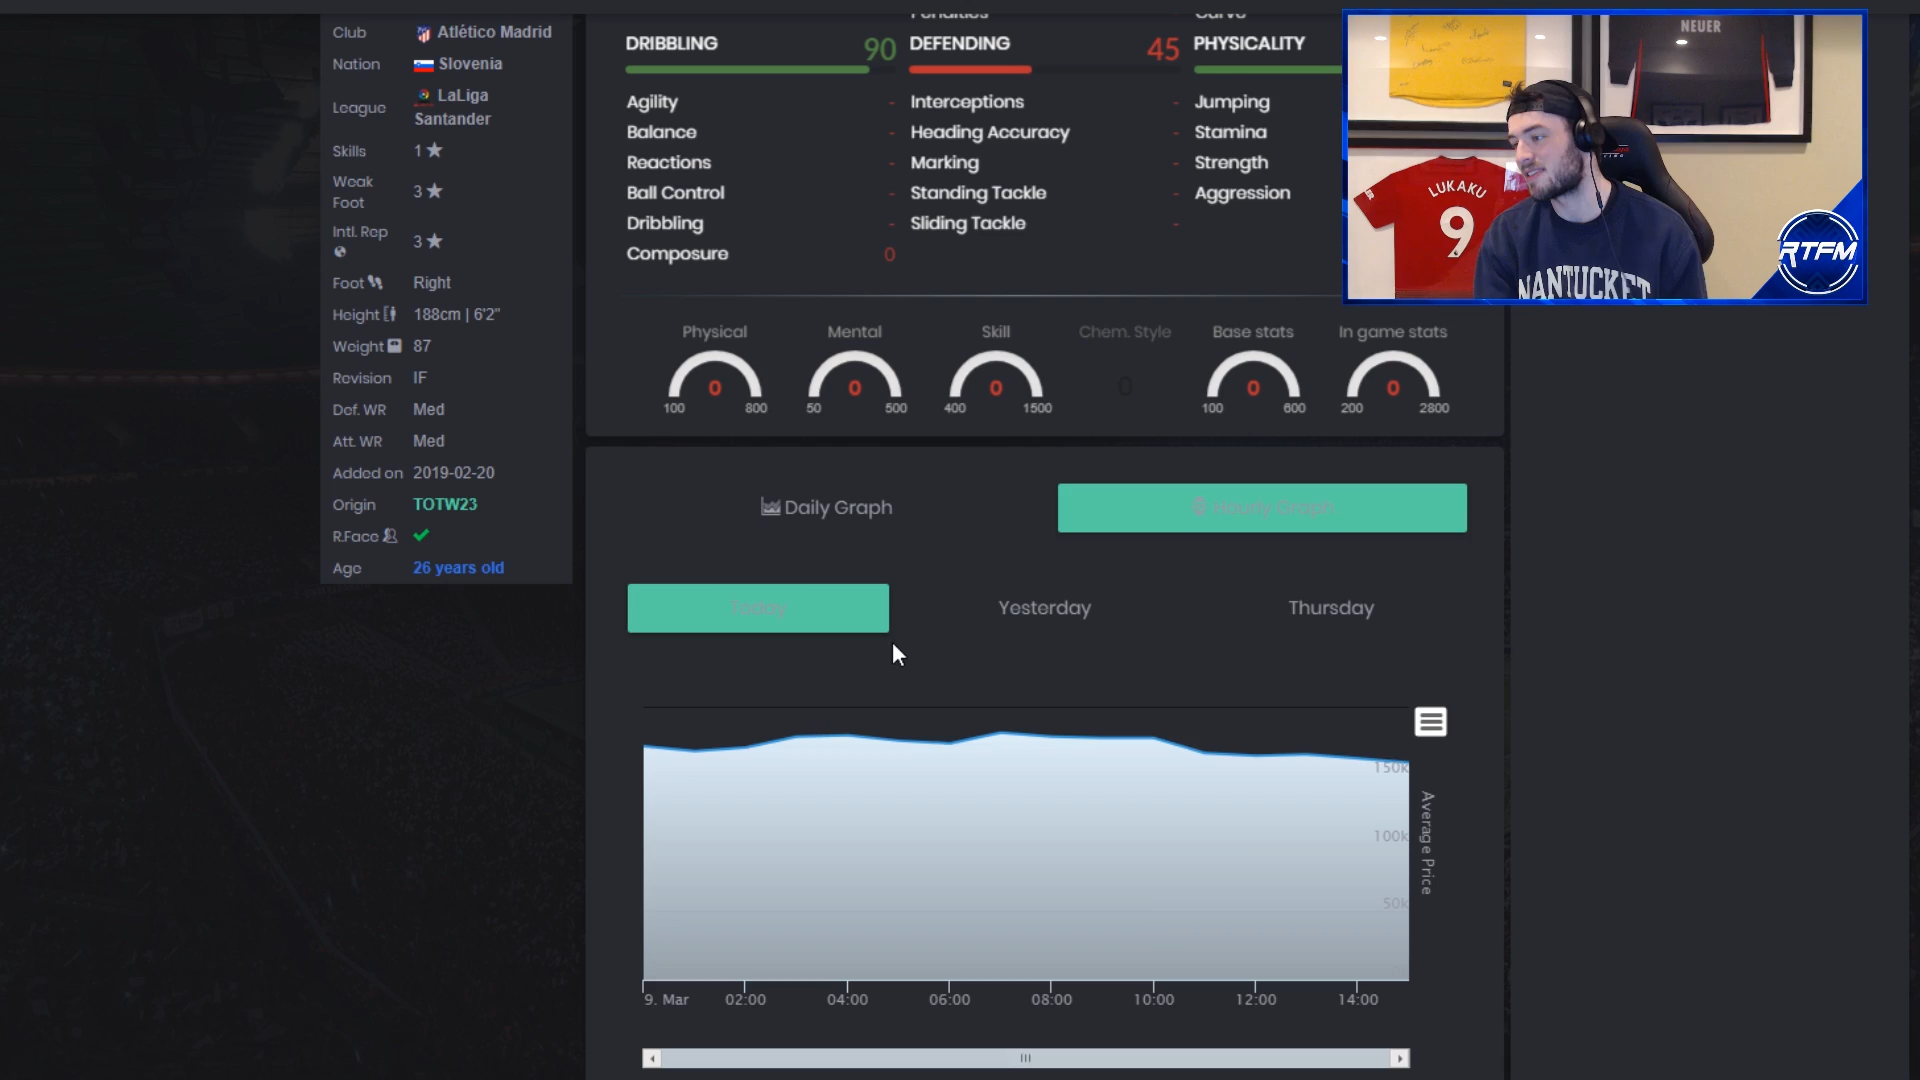 Club Atlético Madrid
Nation Slovenia
League LaLiga Santander
Skills 1 ★
Weak Foot 3 ★
Intl. Rep 3 ★
Foot Right
Height 188cm | 6'2"
Weight 87
Revision IF
Def. WR Med
Att. WR Med
Added on 2019-02-20
Origin TOTW23
R.Face
Age 26 years old
Penalties
Curve
DRIBBLING 90
Agility -
Balance -
Reactions -
Ball Control -
Dribbling -
Composure 0
DEFENDING 45
Interceptions -
Heading Accuracy -
Marking -
Standing Tackle -
Sliding Tackle -
PHYSICALITY
Jumping
Stamina
Strength
Aggression
NEUER
LUKAKU
9
NANTUCKET
RTFM
Physical Mental Skill Chem. Style Base stats In game stats
0 0 0 0 0 0
100 800 50 500 400 1500 100 600 200 2800
Daily Graph Hourly Graph
Today Yesterday Thursday
150k
100k
50k
Average Price
9. Mar 02:00 04:00 06:00 08:00 10:00 12:00 14:00